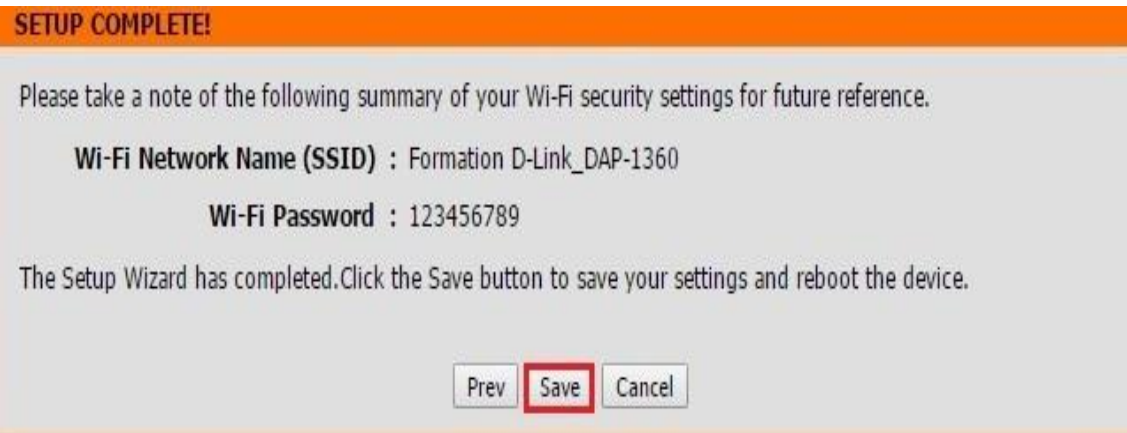 SETUP COMPLETE!
Please take a note of the following summary of your Wi-Fi security settings for future reference.
Wi-Fi Network Name (SSID) : Formation D-Link_DAP-1360
Wi-Fi Password : 123456789
The Setup Wizard has completed.Click the Save button to save your settings and reboot the device.
Prev Save Cancel